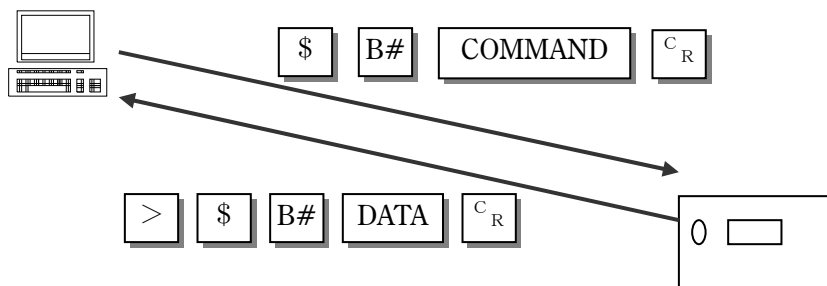 $ B# COMMAND CR
> $ B# DATA CR